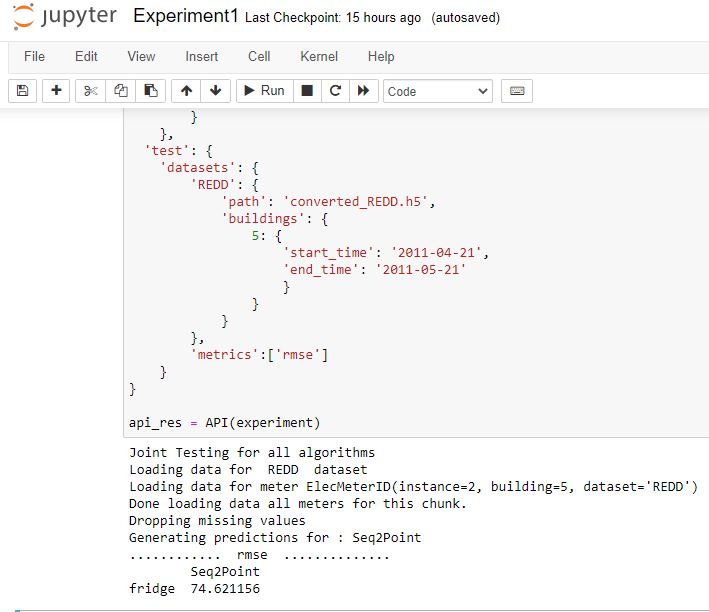 jupyter Experiment1 Last Checkpoint: 15 hours ago (autosaved)
File Edit View Insert Cell Kernel Help
Run Code
}
},
'test': {
'datasets': {
'REDD': {
'path': 'converted_REDD.h5',
'buildings': {
5: {
'start_time': '2011-04-21',
'end_time': '2011-05-21'
}
}
}
},
'metrics':['rmse']
}
}
api_res = API(experiment)
Joint Testing for all algorithms
Loading data for  REDD  dataset
Loading data for meter ElecMeterID(instance=2, building=5, dataset='REDD')
Done loading data all meters for this chunk.
Dropping missing values
Generating predictions for : Seq2Point
............  rmse  ..............
Seq2Point
fridge  74.621156